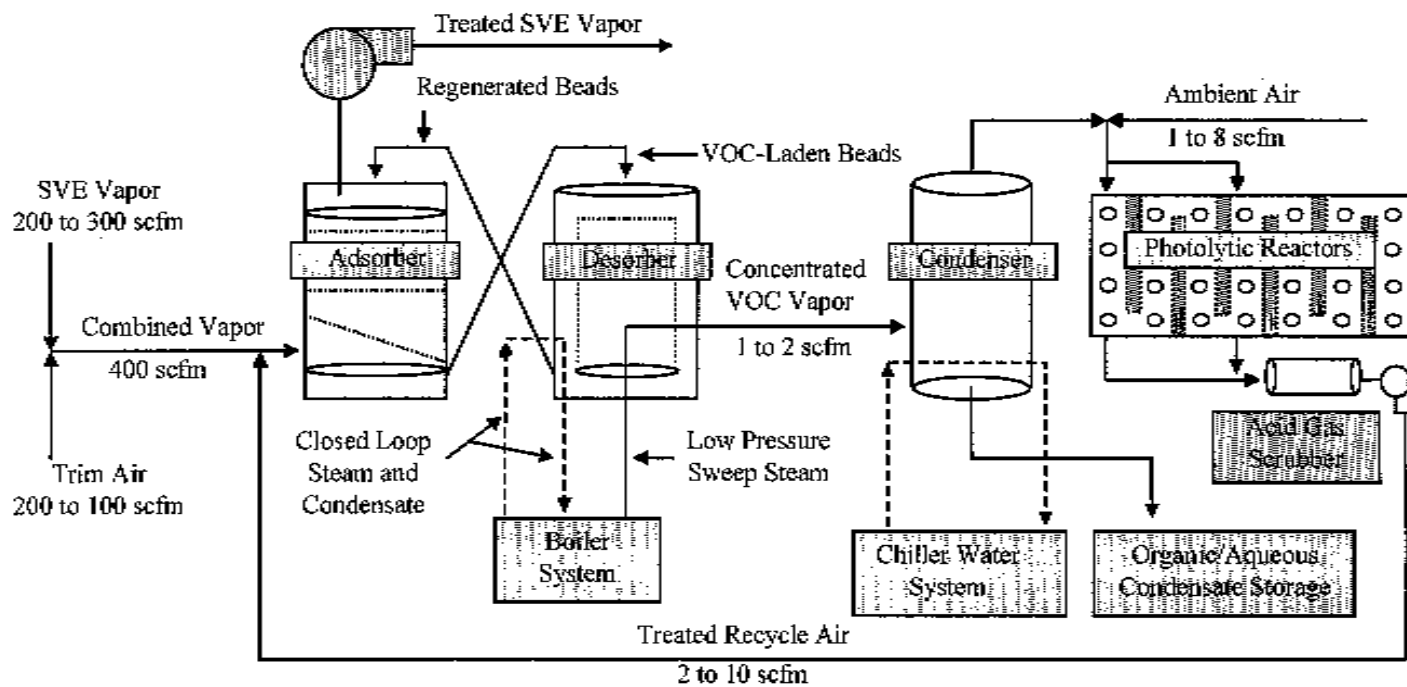 Treated SVE Vapor
Regenerated Beads
Ambient Air
1 to 8 scfm
VOC-Laden Beads
SVE Vapor
200 to 300 scfm
Adsorber
Desorber
Condenser
Photolytic Reactors
Concentrated
VOC Vapor
1 to 2 scfm
Combined Vapor
400 scfm
Trim Air
200 to 100 scfm
Closed Loop
Steam and
Condensate
Low Pressure
Sweep Steam
Acid Gas
Scrubber
Boiler
System
Chiller Water
System
Organic/Aqueous
Condensate Storage
Treated Recycle Air
2 to 10 scfm